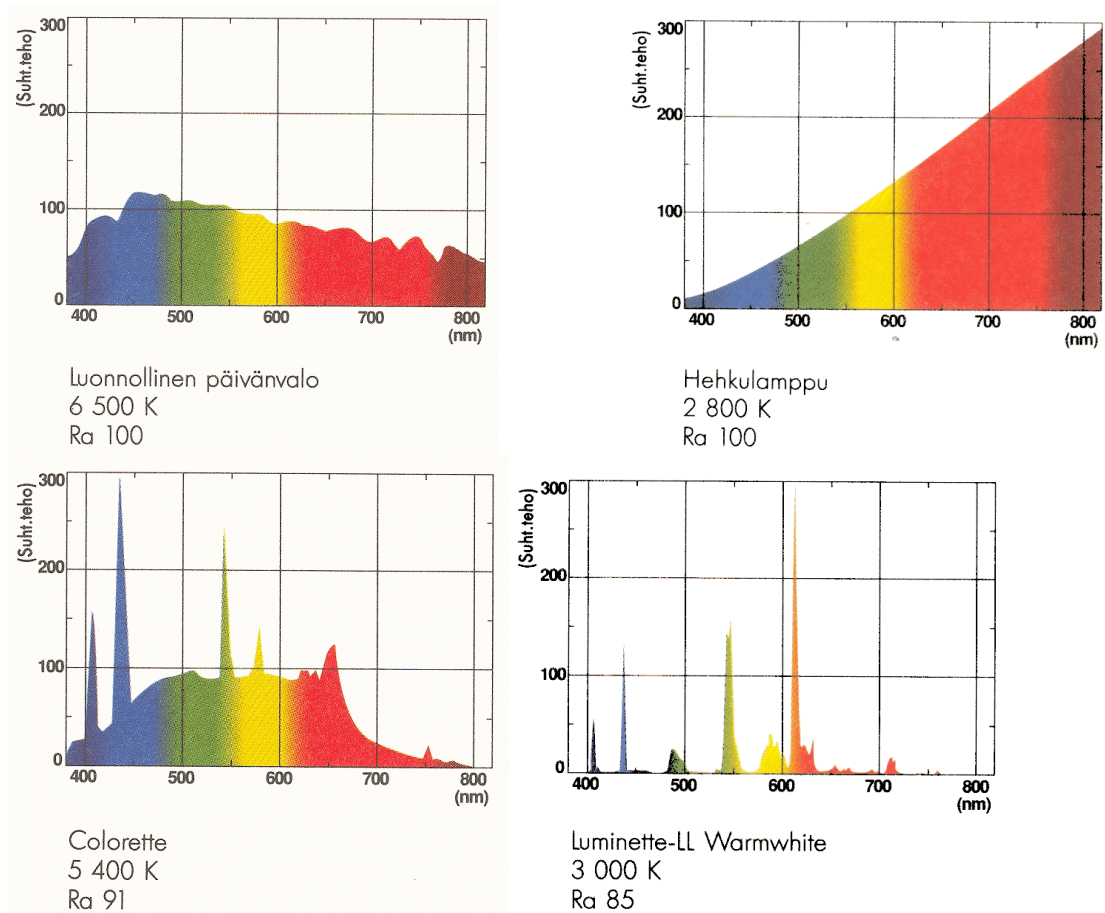 (Suht.teho)
300
200
100
0
400 500 600 700 800
(nm)
Luonnollinen päivänvalo
6 500 K
Ra 100
(Suht.teho)
300
200
100
0
400 500 600 700 800
(nm)
Hehkulamppu
2 800 K
Ra 100
(Suht.teho)
300
200
100
0
400 500 600 700 800
(nm)
Colorette
5 400 K
Ra 91
(Suht.teho)
300
200
100
0
400 500 600 700 800
(nm)
Luminette-LL Warmwhite
3 000 K
Ra 85